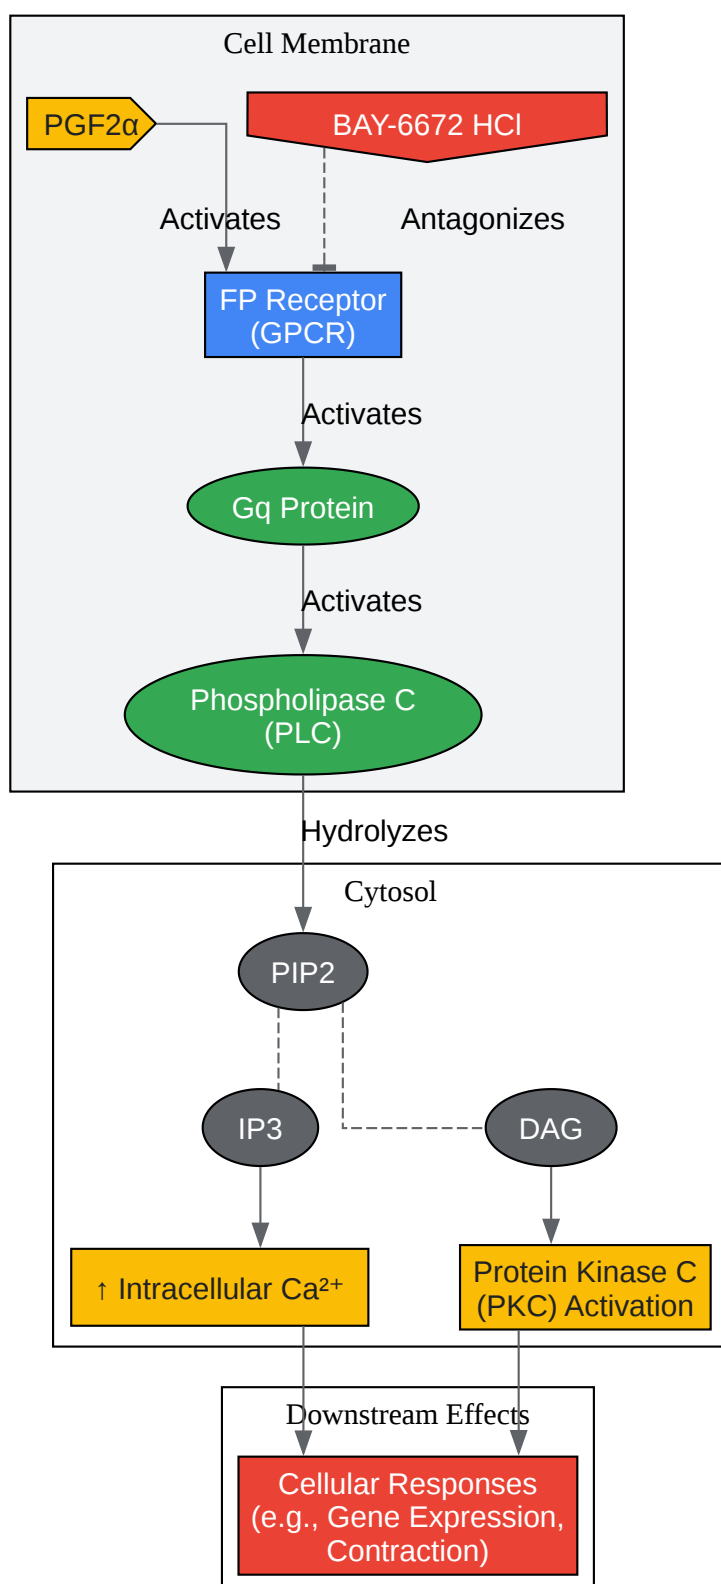 Cell Membrane
PGF2α
BAY-6672 HCl
Activates
Antagonizes
FP Receptor
(GPCR)
Activates
Gq Protein
Activates
Phospholipase C
(PLC)
Hydrolyzes
Cytosol
PIP2
IP3
DAG
↑ Intracellular Ca²⁺
Protein Kinase C
(PKC) Activation
Downstream Effects
Cellular Responses
(e.g., Gene Expression,
Contraction)